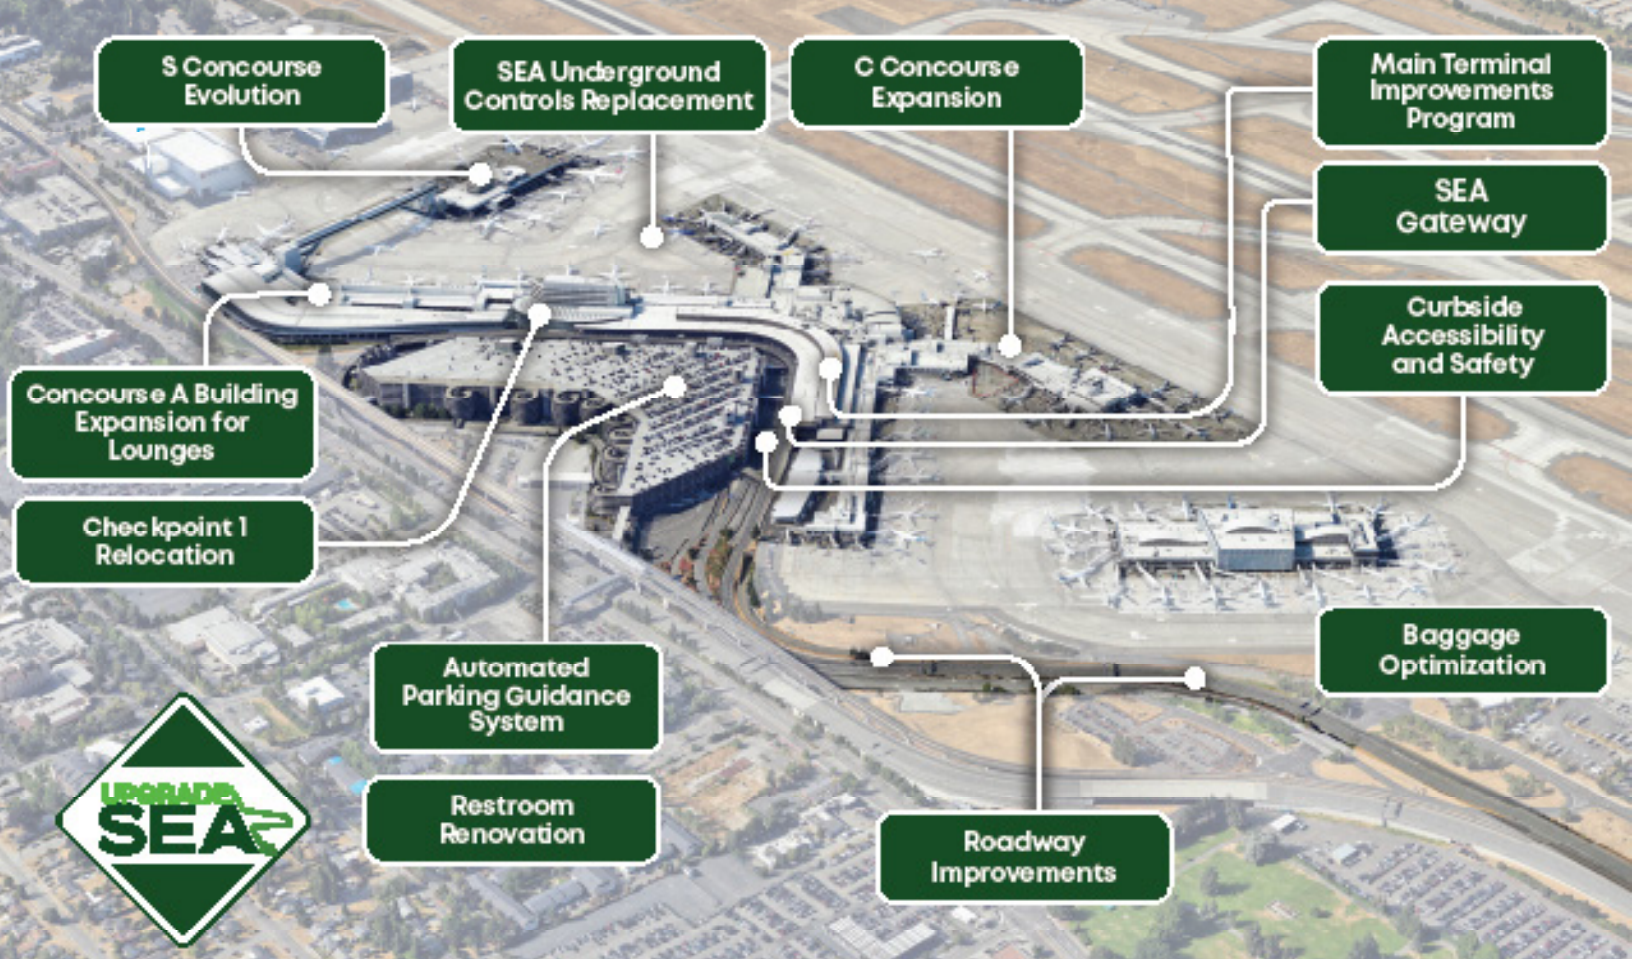 S Concourse
Evolution
SEA Underground
Controls Replacement
C Concourse
Expansion
Main Terminal
Improvements
Program
SEA
Gateway
Curbside
Accessibility
and Safety
Concourse A Building
Expansion for
Lounges
Checkpoint 1
Relocation
Automated
Parking Guidance
System
Restroom
Renovation
Baggage
Optimization
Roadway
Improvements
UPGRADE
SEA